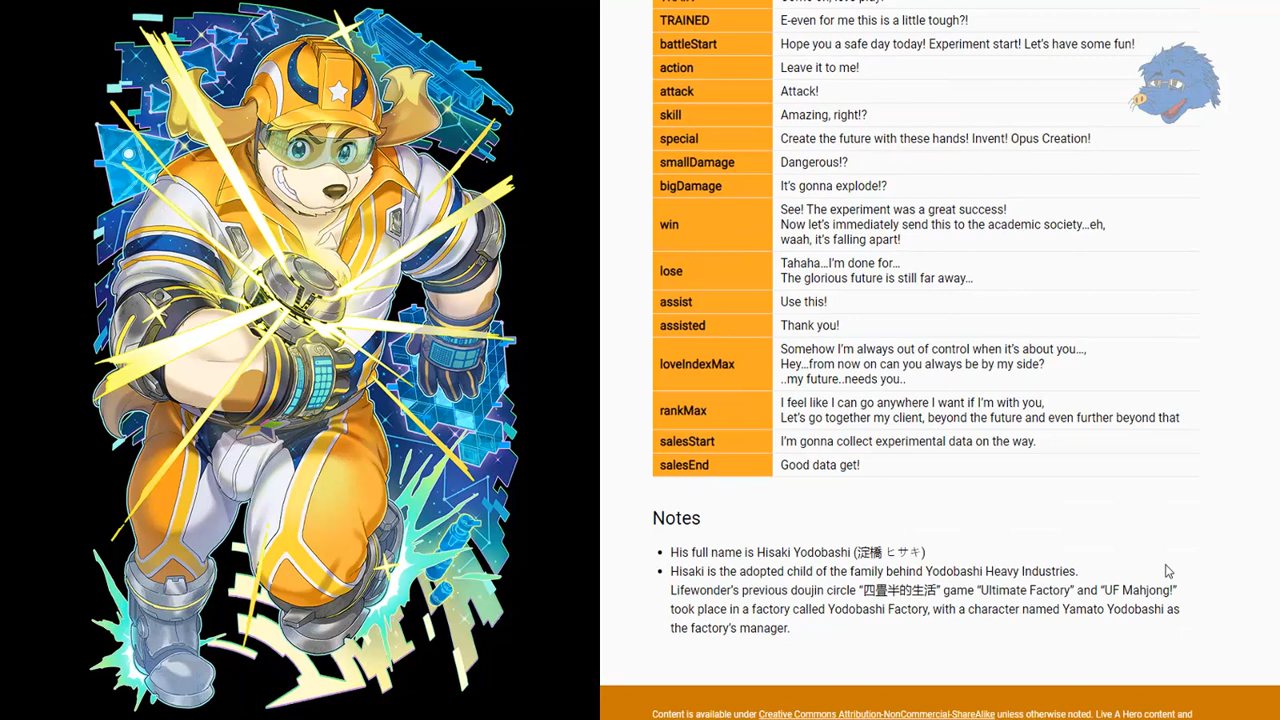 TRAINED E-even for me this is a little tough?!
battleStart Hope you a safe day today! Experiment start! Let's have some fun!
action Leave it to me!
attack Attack!
skill Amazing, right!?
special Create the future with these hands! Invent! Opus Creation!
smallDamage Dangerous!?
bigDamage It's gonna explode!?
win See! The experiment was a great success!
Now let's immediately send this to the academic society...eh,
waah, it's falling apart!
lose Tahaha...I'm done for...
The glorious future is still far away...
assist Use this!
assisted Thank you!
loveIndexMax Somehow I'm always out of control when it's about you...,
Hey...from now on can you always be by my side?
..my future..needs you..
rankMax I feel like I can go anywhere I want if I'm with you,
Let's go together my client, beyond the future and even further beyond that
salesStart I'm gonna collect experimental data on the way.
salesEnd Good data get!
Notes
• His full name is Hisaki Yodobashi (淀橋 ヒサキ)
• Hisaki is the adopted child of the family behind Yodobashi Heavy Industries.
Lifewonder's previous doujin circle “四畳半的生活” game “Ultimate Factory” and “UF Mahjong!”
took place in a factory called Yodobashi Factory, with a character named Yamato Yodobashi as
the factory's manager.
Content is available under Creative Commons Attribution-NonCommercial-ShareAlike unless otherwise noted. Live A Hero content and